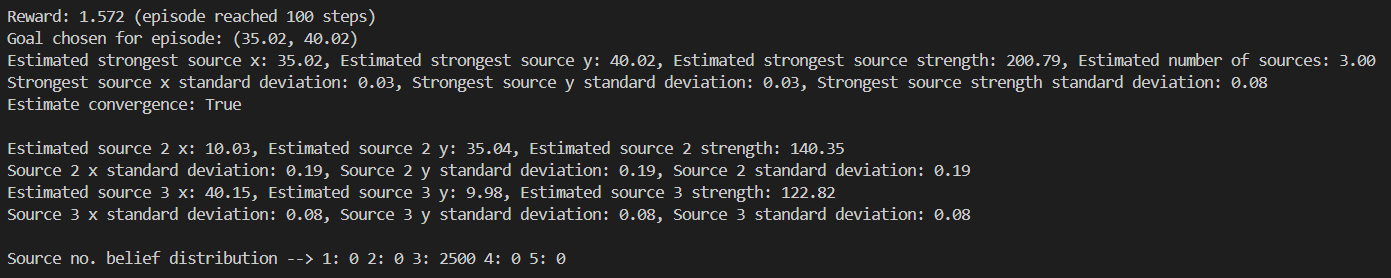 Reward: 1.572 (episode reached 100 steps)
Goal chosen for episode: (35.02, 40.02)
Estimated strongest source x: 35.02, Estimated strongest source y: 40.02, Estimated strongest source strength: 200.79, Estimated number of sources: 3.00
Strongest source x standard deviation: 0.03, Strongest source y standard deviation: 0.03, Strongest source strength standard deviation: 0.08
Estimate convergence: True
Estimated source 2 x: 10.03, Estimated source 2 y: 35.04, Estimated source 2 strength: 140.35
Source 2 x standard deviation: 0.19, Source 2 y standard deviation: 0.19, Source 2 standard deviation: 0.19
Estimated source 3 x: 40.15, Estimated source 3 y: 9.98, Estimated source 3 strength: 122.82
Source 3 x standard deviation: 0.08, Source 3 y standard deviation: 0.08, Source 3 standard deviation: 0.08
Source no. belief distribution --> 1: 0 2: 0 3: 2500 4: 0 5: 0